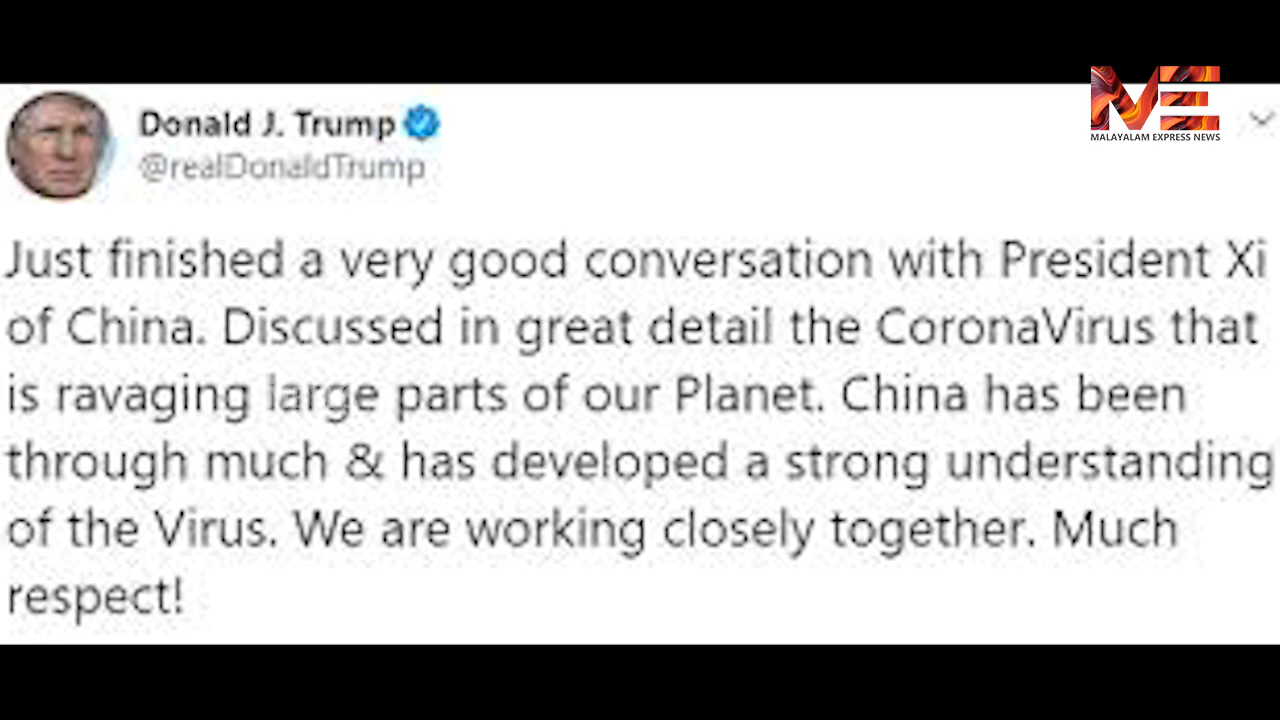 Donald J. Trump
@realDonaldTrump
ME
MALAYALAM EXPRESS NEWS
Just finished a very good conversation with President Xi
of China. Discussed in great detail the CoronaVirus that
is ravaging large parts of our Planet. China has been
through much & has developed a strong understanding
of the Virus. We are working closely together. Much
respect!